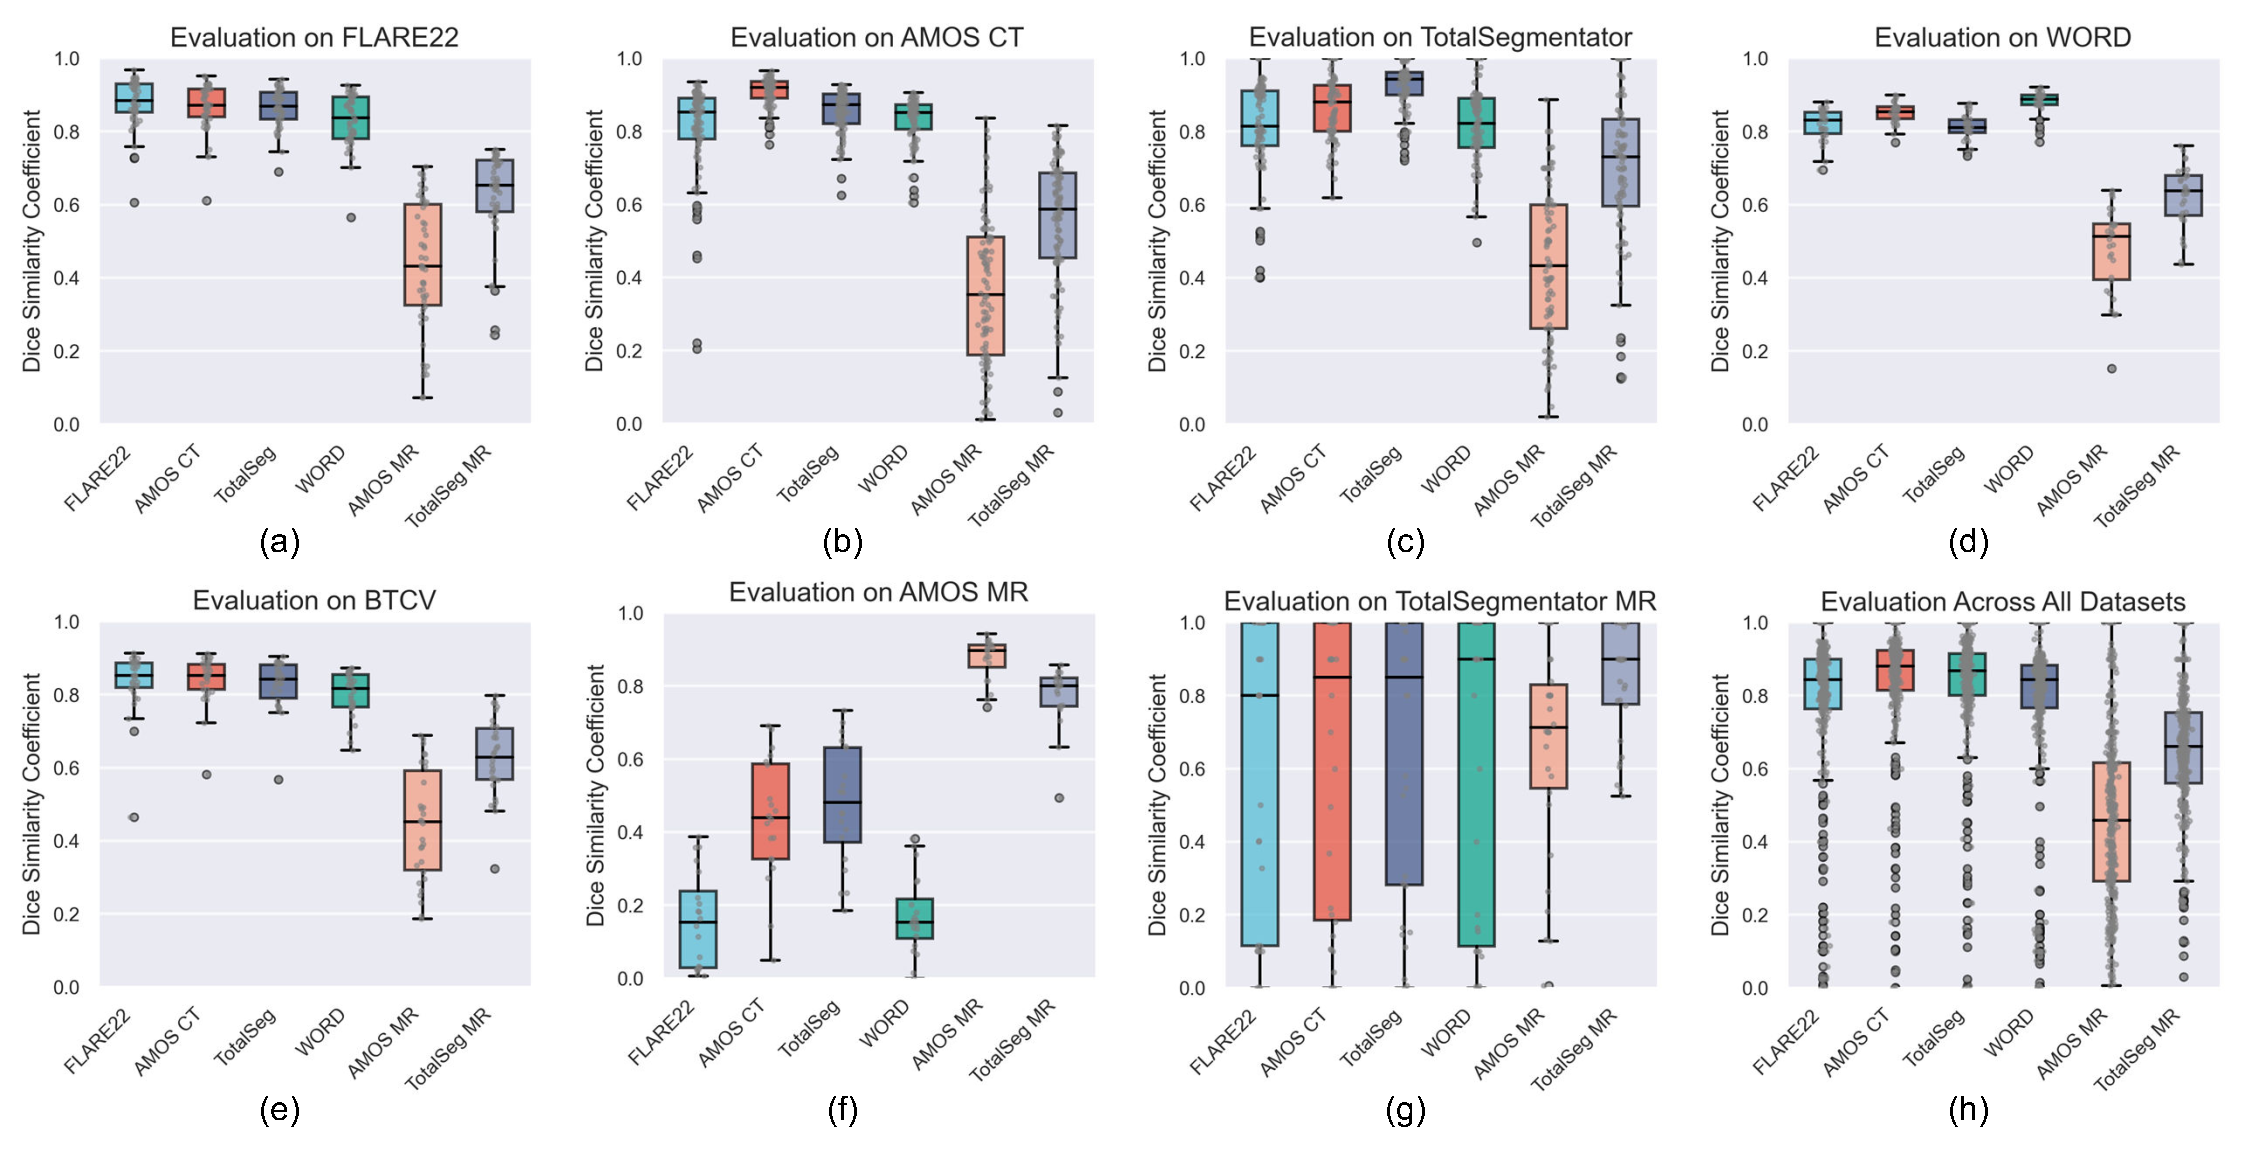 Evaluation on FLARE22
Dice Similarity Coefficient
1.0
0.8
0.6
0.4
0.2
0.0
FLARE22
AMOS CT
TotalSeg
WORD
AMOS MR
TotalSeg MR
(a)
Evaluation on AMOS CT
Dice Similarity Coefficient
1.0
0.8
0.6
0.4
0.2
0.0
FLARE22
AMOS CT
TotalSeg
WORD
AMOS MR
TotalSeg MR
(b)
Evaluation on TotalSegmentator
Dice Similarity Coefficient
1.0
0.8
0.6
0.4
0.2
0.0
FLARE22
AMOS CT
TotalSeg
WORD
AMOS MR
TotalSeg MR
(c)
Evaluation on WORD
Dice Similarity Coefficient
1.0
0.8
0.6
0.4
0.2
0.0
FLARE22
AMOS CT
TotalSeg
WORD
AMOS MR
TotalSeg MR
(d)
Evaluation on BTCV
Dice Similarity Coefficient
1.0
0.8
0.6
0.4
0.2
0.0
FLARE22
AMOS CT
TotalSeg
WORD
AMOS MR
TotalSeg MR
(e)
Evaluation on AMOS MR
Dice Similarity Coefficient
1.0
0.8
0.6
0.4
0.2
0.0
FLARE22
AMOS CT
TotalSeg
WORD
AMOS MR
TotalSeg MR
(f)
Evaluation on TotalSegmentator MR
Dice Similarity Coefficient
1.0
0.8
0.6
0.4
0.2
0.0
FLARE22
AMOS CT
TotalSeg
WORD
AMOS MR
TotalSeg MR
(g)
Evaluation Across All Datasets
Dice Similarity Coefficient
1.0
0.8
0.6
0.4
0.2
0.0
FLARE22
AMOS CT
TotalSeg
WORD
AMOS MR
TotalSeg MR
(h)